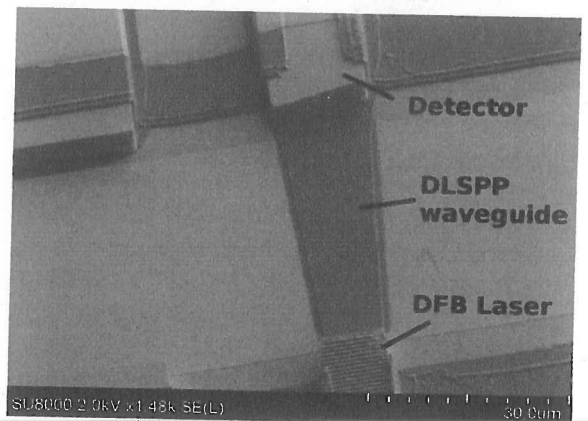 Detector
DLSPP
waveguide
DFB Laser
SU8000 2.0kV x1.48k SE(L)
30.0um